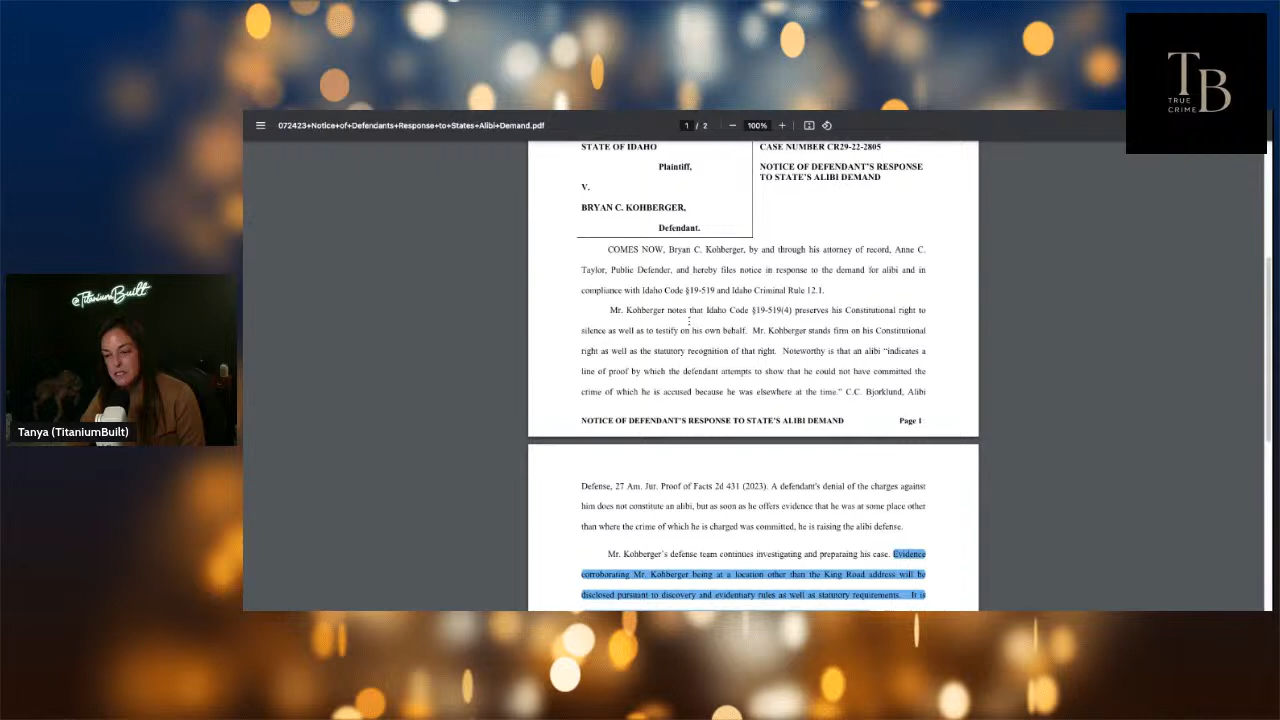 TB
TRUE
CRIME
072423+Notice+of+Defendants+Response+to+States+Alibi+Demand.pdf
1 / 2
100%
STATE OF IDAHO
Plaintiff,
V.
BRYAN C. KOHBERGER,
Defendant.
CASE NUMBER CR29-22-2805
NOTICE OF DEFENDANT'S RESPONSE
TO STATE'S ALIBI DEMAND
COMES NOW, Bryan C. Kohberger, by and through his attorney of record, Anne C.
Taylor, Public Defender, and hereby files notice in response to the demand for alibi and in
compliance with Idaho Code §19-519 and Idaho Criminal Rule 12.1.
Mr. Kohberger notes that Idaho Code §19-519(4) preserves his Constitutional right to
silence as well as to testify on his own behalf. Mr. Kohberger stands firm on his Constitutional
right as well as the statutory recognition of that right. Noteworthy is that an alibi "indicates a
line of proof by which the defendant attempts to show that he could not have committed the
crime of which he is accused because he was elsewhere at the time." C.C. Bjorklund, Alibi
NOTICE OF DEFENDANT'S RESPONSE TO STATE'S ALIBI DEMAND Page 1
Defense, 27 Am. Jur. Proof of Facts 2d 431 (2023). A defendant's denial of the charges against
him does not constitute an alibi, but as soon as he offers evidence that he was at some place other
than where the crime of which he is charged was committed, he is raising the alibi defense.
Mr. Kohberger's defense team continues investigating and preparaing his case. Evidence
corroborating Mr. Kohberger being at a location other than the King Road address will be
disclosed pursuant to discovery and evidentiary rules as well as statutory requirements. It is
@TitaniumBuilt
Tanya (TitaniumBuilt)